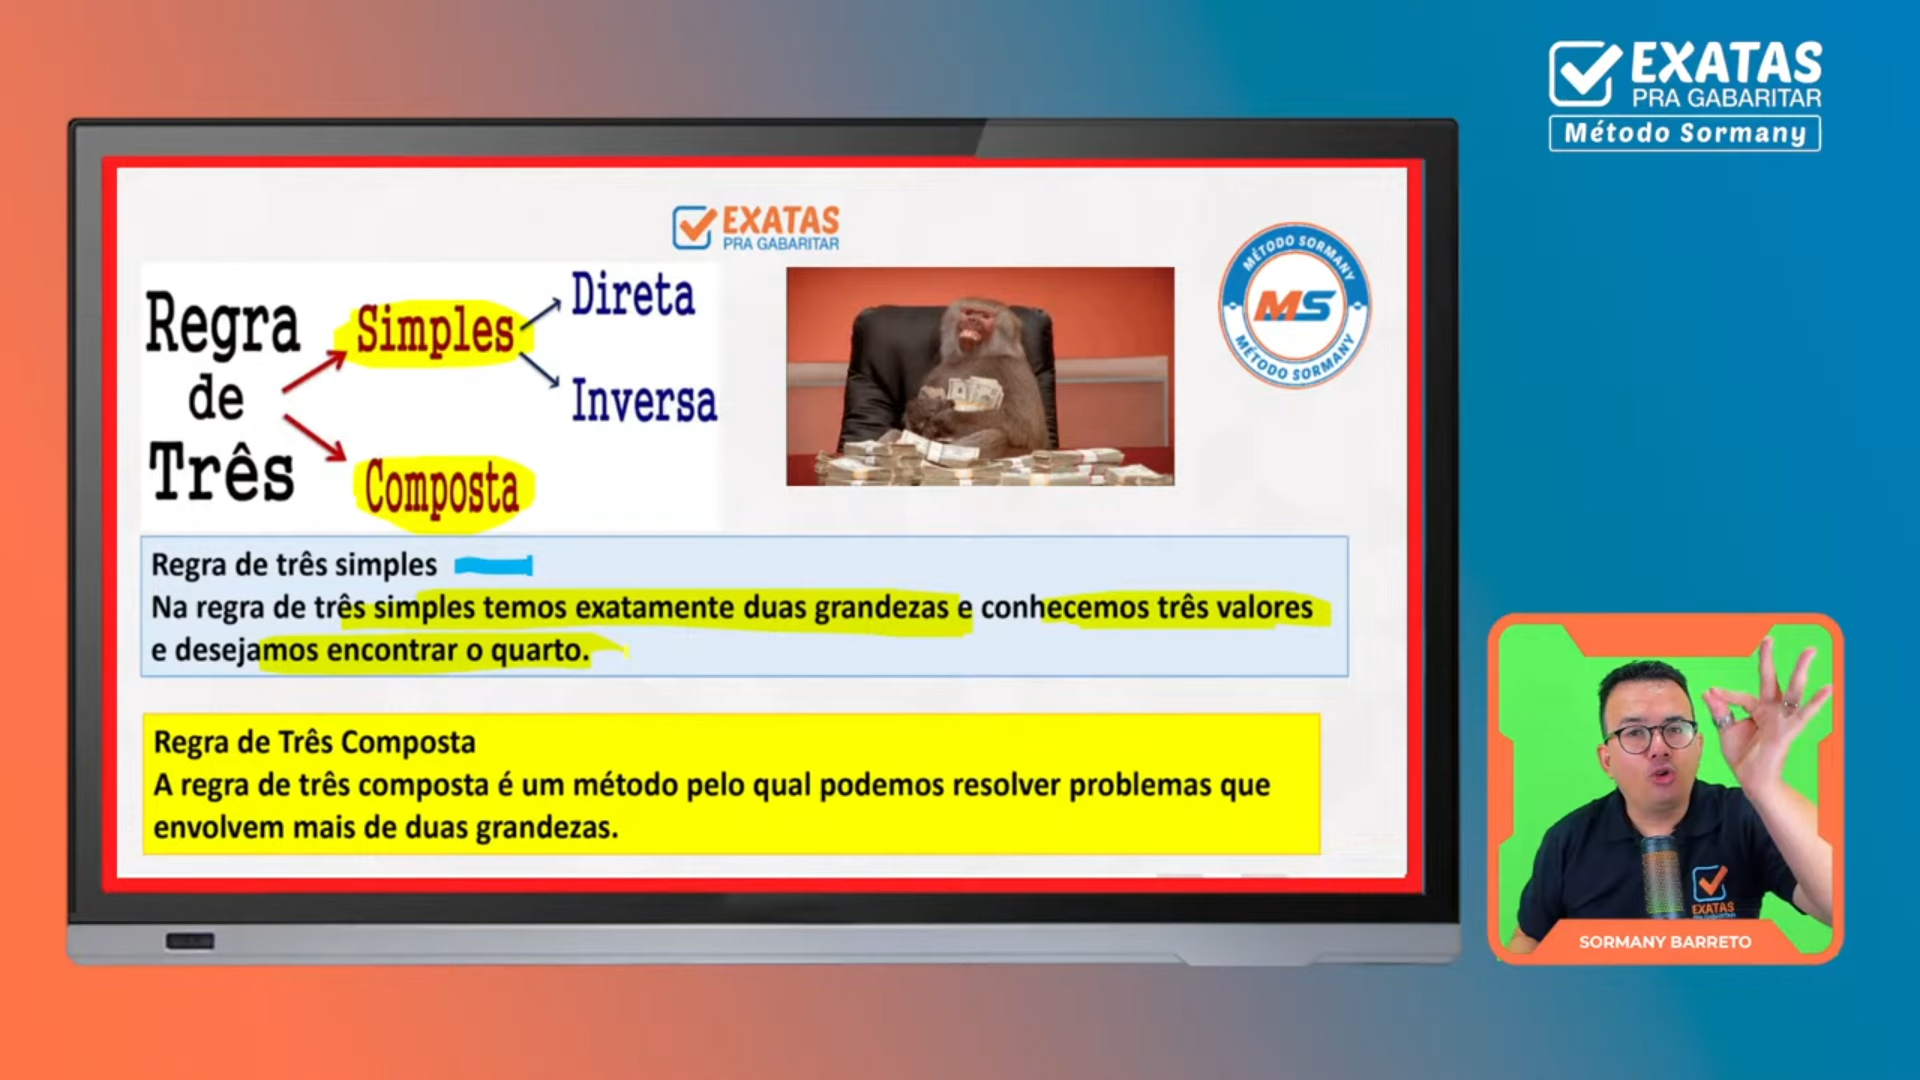 EXATAS
PRA GABARITAR
Método Sormany
EXATAS
PRA GABARITAR
MÉTODO SORMANY
MS
MÉTODO SORMANY
Regra
de
Três
Simples
Composta
Direta
Inversa
Regra de três simples
Na regra de três simples temos exatamente duas grandezas e conhecemos três valores
e desejamos encontrar o quarto.
Regra de Três Composta
A regra de três composta é um método pelo qual podemos resolver problemas que
envolvem mais de duas grandezas.
EXATAS
SORMANY BARRETO